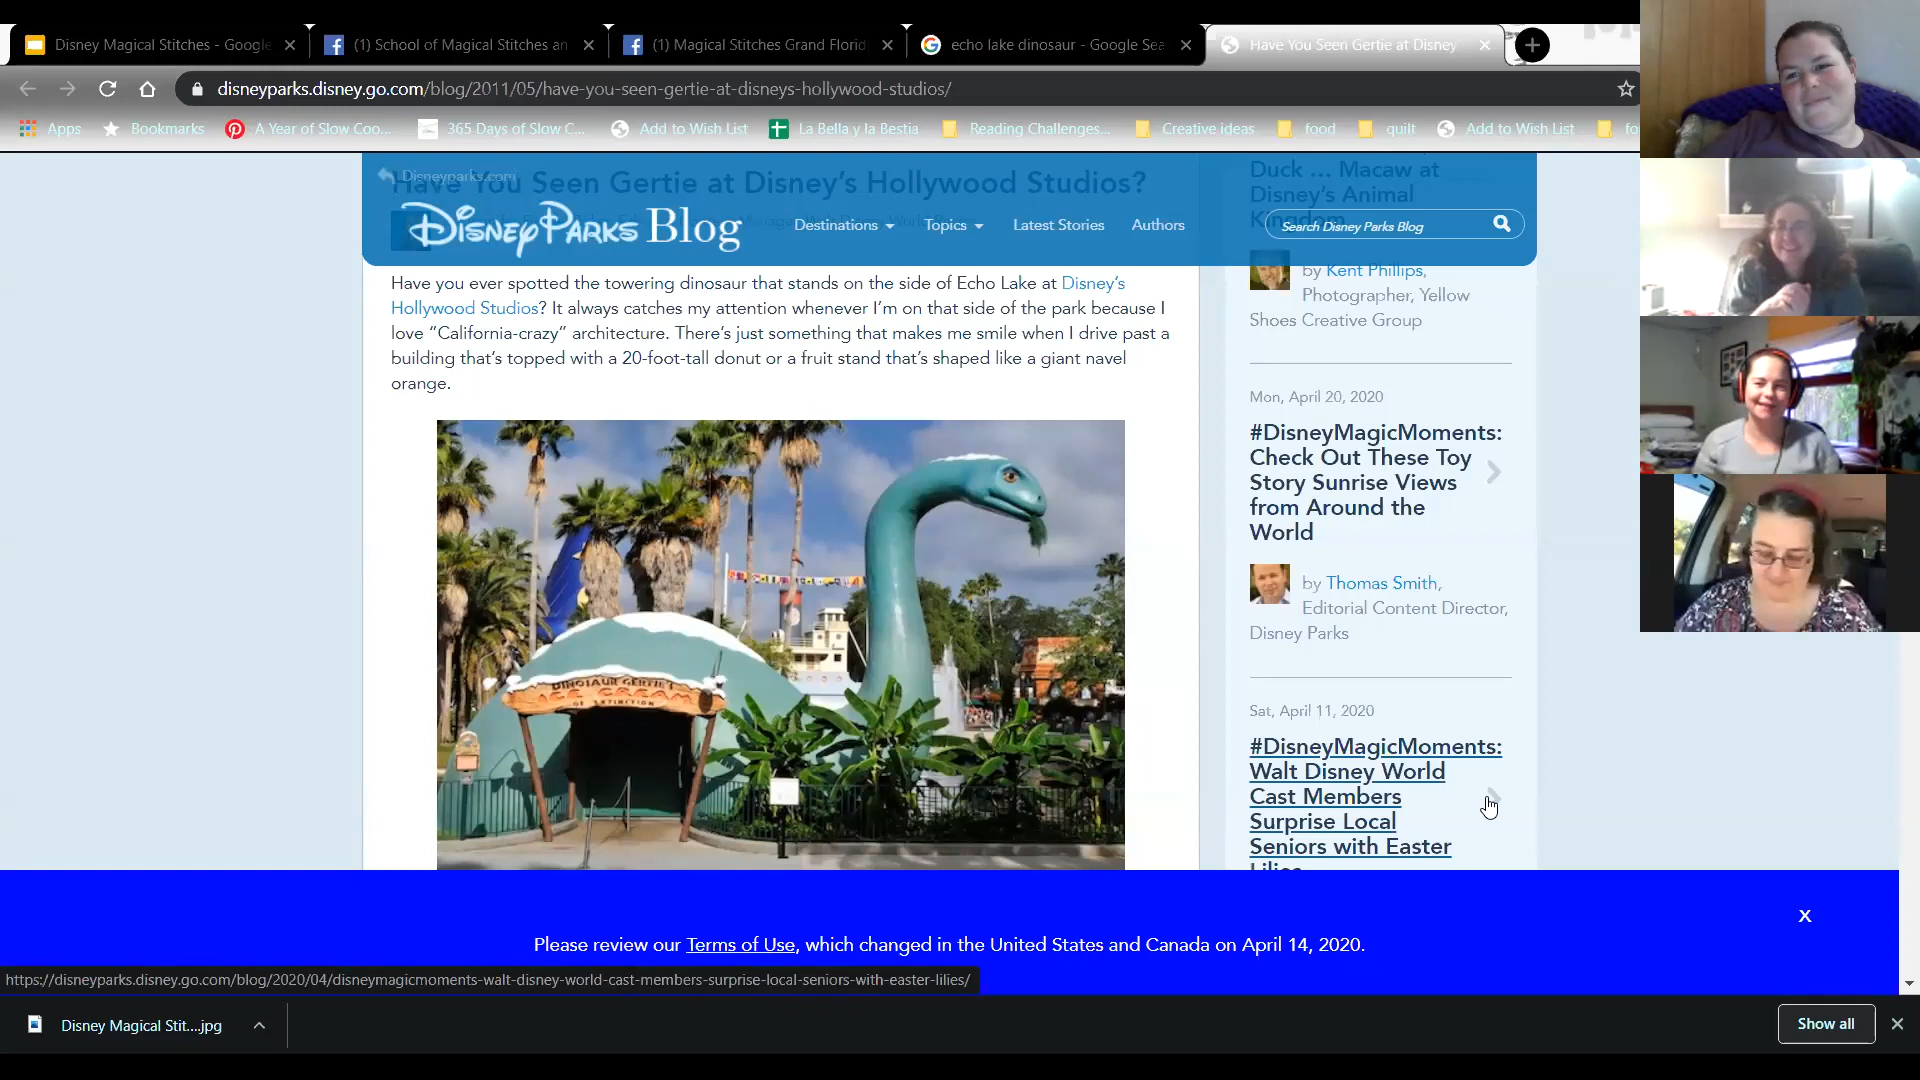 Disney Magical Stitches - Google
(1) School of Magical Stitches an
(1) Magical Stitches Grand Florid
echo lake dinosaur - Google Sea
Have You Seen Gertie at Disney
disneyparks.disney.go.com/blog/2011/05/have-you-seen-gertie-at-disneys-hollywood-studios/
Apps
Bookmarks
A Year of Slow Coo...
365 Days of Slow C...
Add to Wish List
La Bella y la Bestia
Reading Challenges...
Creative ideas
food
quilt
Add to Wish List
fo
Disneyparks.com
Have You Seen Gertie at Disney's Hollywood Studios?
Disney Parks Blog
Destinations
Topics
Latest Stories
Authors
Search Disney Parks Blog
Have you ever spotted the towering dinosaur that stands on the side of Echo Lake at Disney's
Hollywood Studios? It always catches my attention whenever I'm on that side of the park because I
love “California-crazy” architecture. There's just something that makes me smile when I drive past a
building that's topped with a 20-foot-tall donut or a fruit stand that's shaped like a giant navel
orange.
DINOSAUR GERTIE'S
ICE CREAM
OF EXTINCTION
Duck ... Macaw at
Disney's Animal
Kingdom
by Kent Phillips,
Photographer, Yellow
Shoes Creative Group
Mon, April 20, 2020
#DisneyMagicMoments:
Check Out These Toy
Story Sunrise Views
from Around the
World
by Thomas Smith,
Editorial Content Director,
Disney Parks
Sat, April 11, 2020
#DisneyMagicMoments:
Walt Disney World
Cast Members
Surprise Local
Seniors with Easter
Lilies
x
Please review our Terms of Use, which changed in the United States and Canada on April 14, 2020.
https://disneyparks.disney.go.com/blog/2020/04/disneymagicmoments-walt-disney-world-cast-members-surprise-local-seniors-with-easter-lilies/
Disney Magical Stit....jpg
Show all